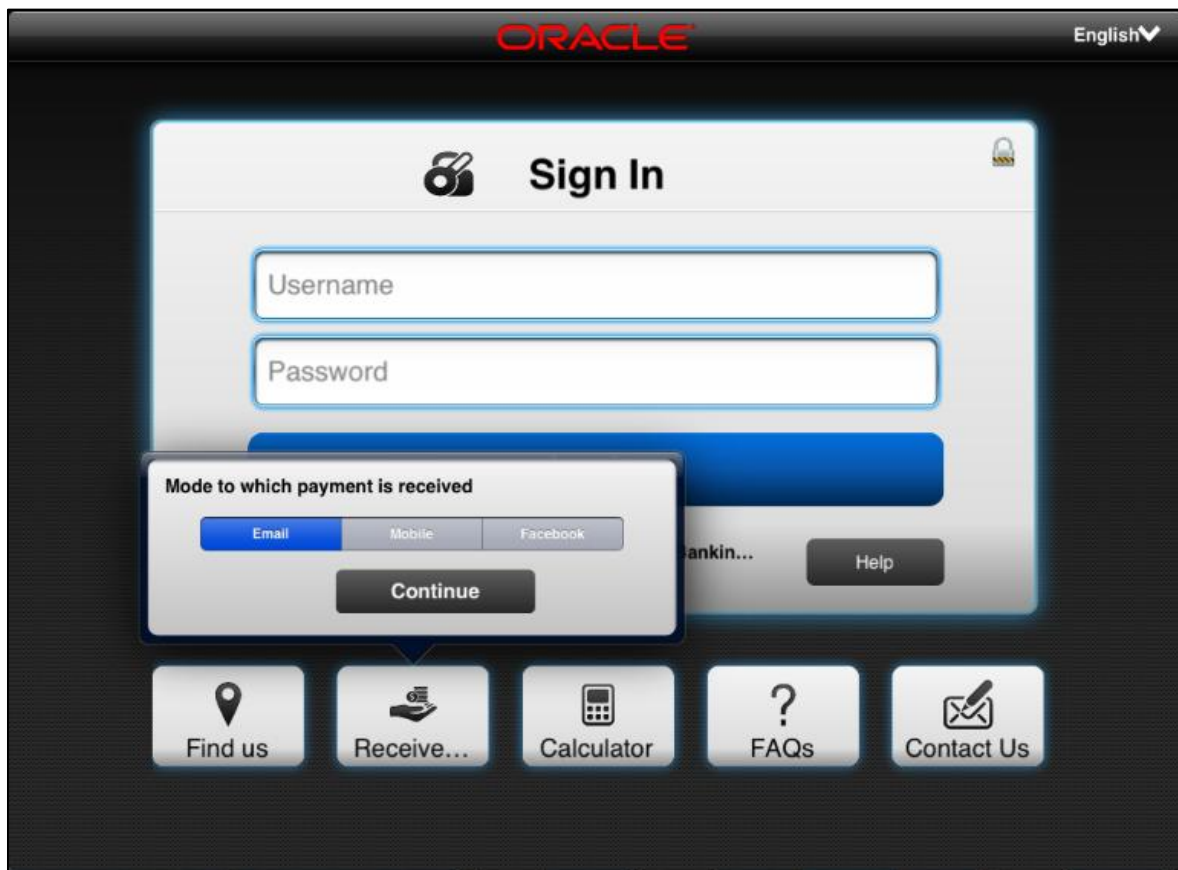 ORACLE
English
Sign In
Username
Password
Mode to which payment is received
Email Mobile Facebook
Continue
Help
Find us Receive... Calculator FAQs Contact Us